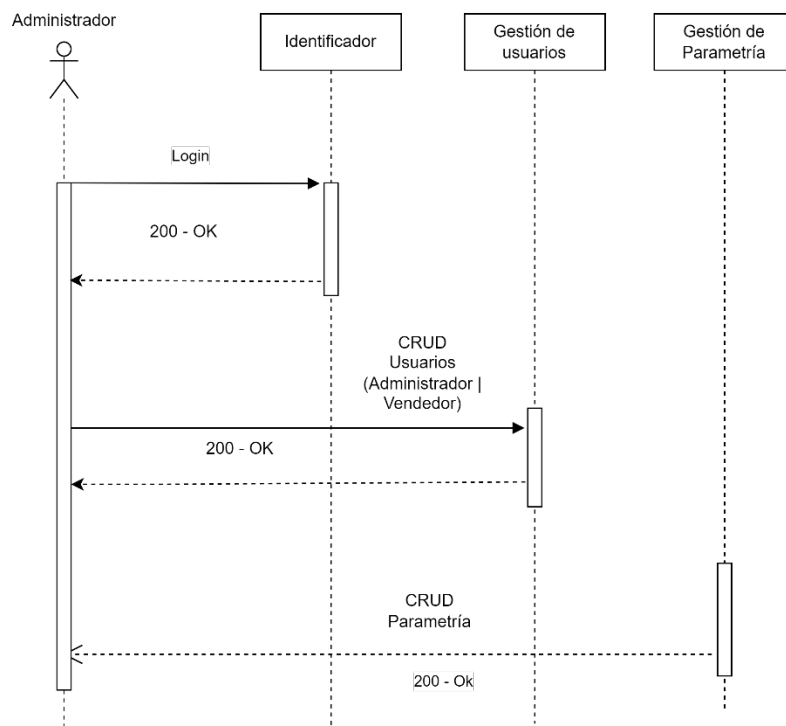 Administrador
Identificador
Gestión de
usuarios
Gestión de
Parametría
Login
200 - OK
CRUD
Usuarios
(Administrador |
Vendedor)
200 - OK
CRUD
Parametría
200 - Ok